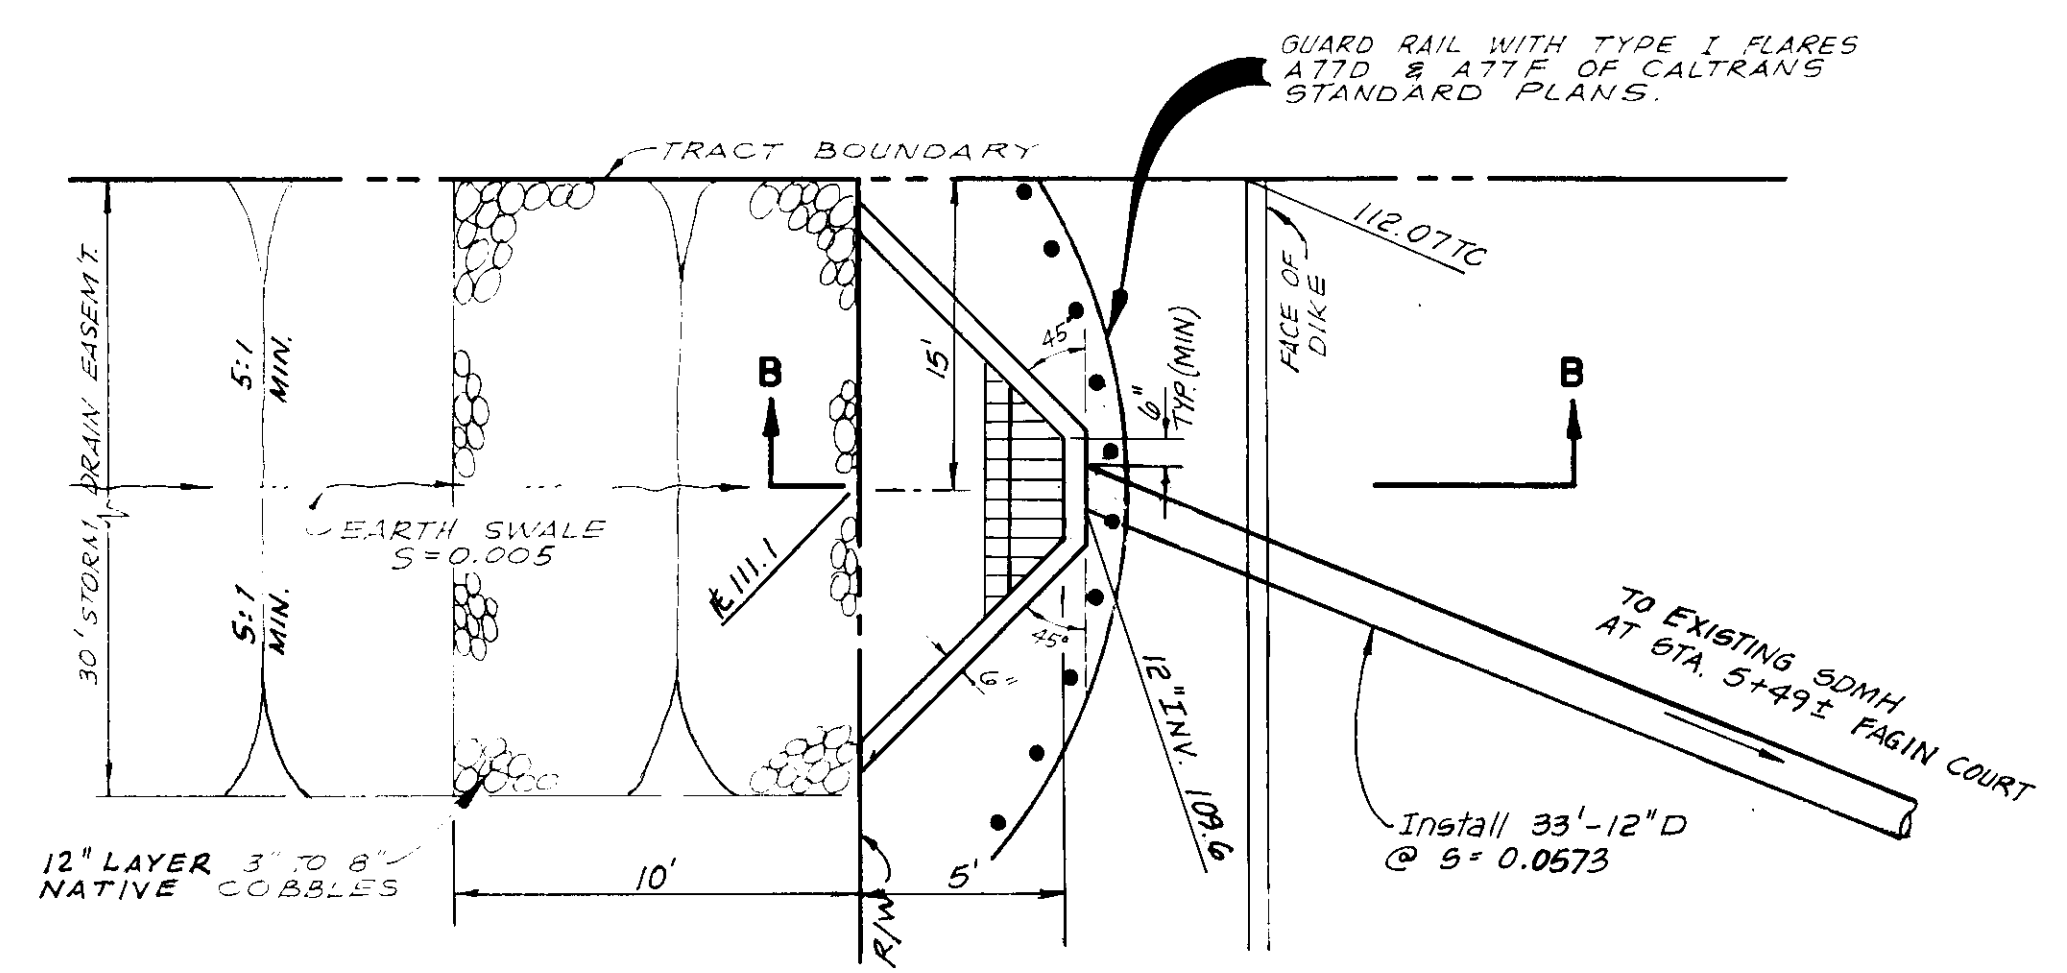 GUARD RAIL WITH TYPE I FLARES
A77D & A77F OF CALTRANS
STANDARD PLANS.
TRACT BOUNDARY
112.07TC
FACE OF
DIKE
30' STORM DRAIN EASEM'T.
5:1
MIN.
15'
45°
6"
TYP.(MIN)
B
B
EARTH SWALE
S=0.005
5:1
MIN.
℄ 111.1
45°
6"
12" INV. 109.6
TO EXISTING SDMH
AT STA. 5+49± FAGIN COURT
Install 33'-12"D
@ S= 0.0573
12" LAYER 3" TO 8"
NATIVE COBBLES
10'
5'
R/W